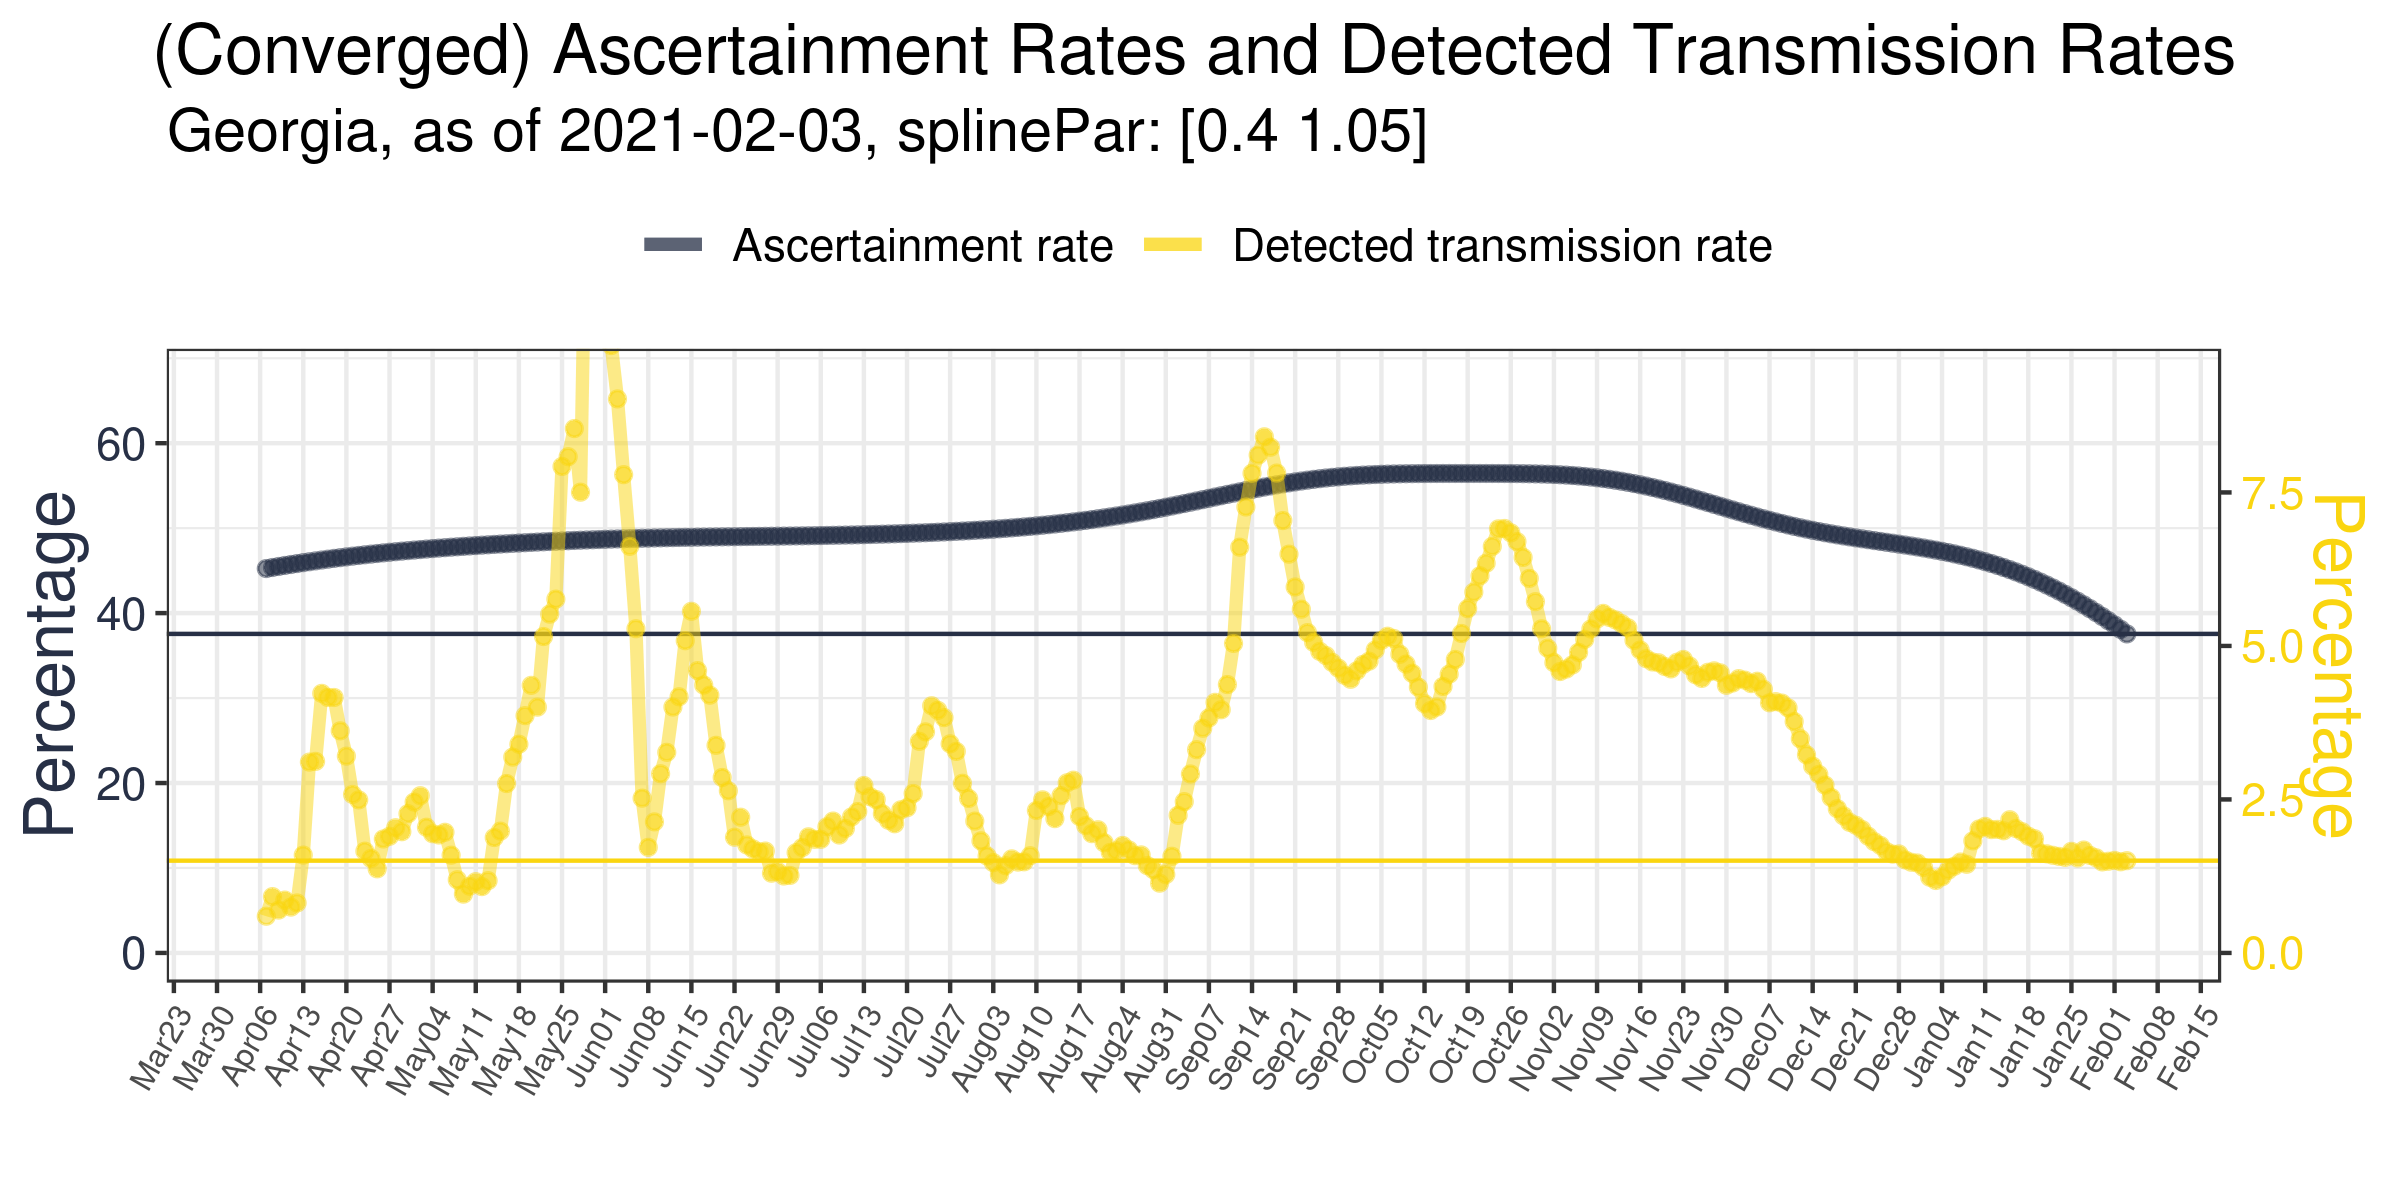 (Converged) Ascertainment Rates and Detected Transmission Rates
Georgia, as of 2021-02-03, splinePar: [0.4 1.05]
Ascertainment rate Detected transmission rate
Percentage
60
40
20
0
7.5
5.0
2.5
0.0
Percentage
Mar23 Mar30 Apr06 Apr13 Apr20 Apr27 May04 May11 May18 May25 Jun01 Jun08 Jun15 Jun22 Jun29 Jul06 Jul13 Jul20 Jul27 Aug03 Aug10 Aug17 Aug24 Aug31 Sep07 Sep14 Sep21 Sep28 Oct05 Oct12 Oct19 Oct26 Nov02 Nov09 Nov16 Nov23 Nov30 Dec07 Dec14 Dec21 Dec28 Jan04 Jan11 Jan18 Jan25 Feb01 Feb08 Feb15